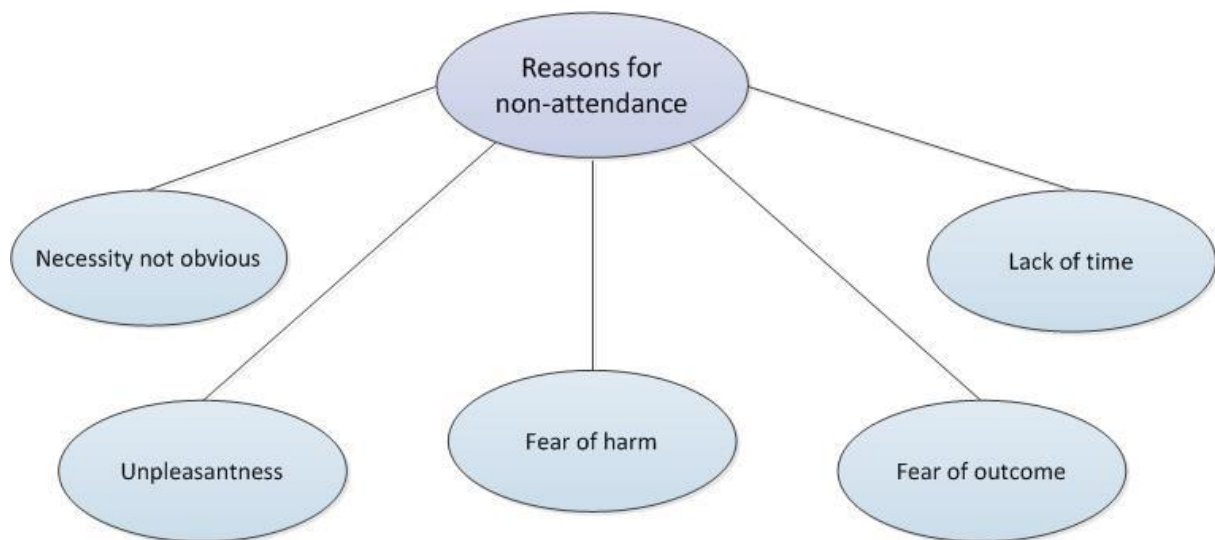 Reasons for
non-attendance
Necessity not obvious
Lack of time
Unpleasantness
Fear of harm
Fear of outcome